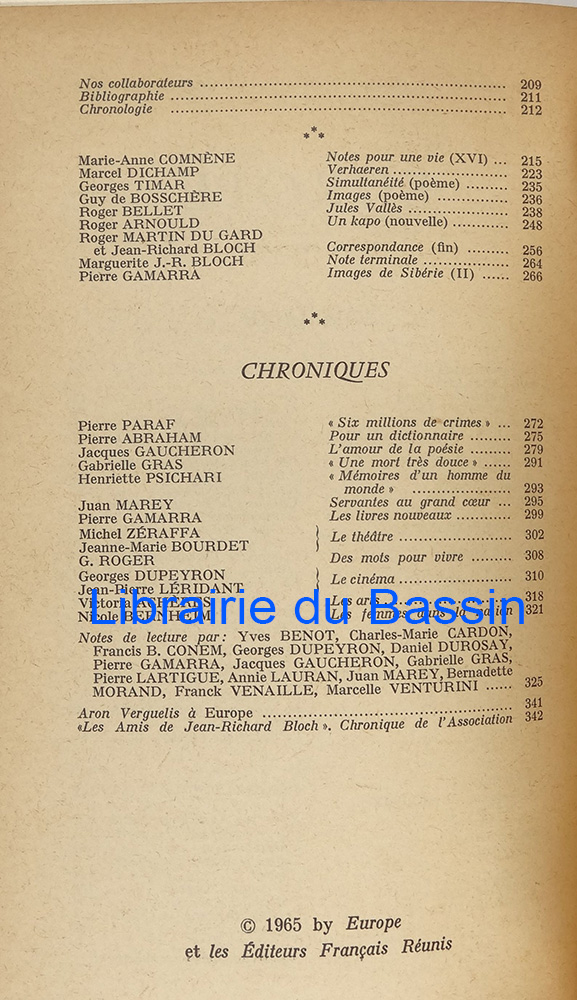 Nos collaborateurs ........ 209
Bibliographie ........ 211
Chronologie ........ 212
***
Marie-Anne COMNÈNE Notes pour une vie (XVI) ... 215
Marcel DICHAMP Verhaeren ........ 223
Georges TIMAR Simultanéité (poème) ........ 235
Guy de BOSSCHÈRE Images (poème) ........ 236
Roger BELLET Jules Vallès ........ 238
Roger ARNOULD Un kapo (nouvelle) ........ 248
Roger MARTIN DU GARD
et Jean-Richard BLOCH Correspondance (fin) ........ 256
Marguerite J.-R. BLOCH Note terminale ........ 264
Pierre GAMARRA Images de Sibérie (II) ...... 266
***
CHRONIQUES
Pierre PARAF « Six millions de crimes » ... 272
Pierre ABRAHAM Pour un dictionnaire ........ 275
Jacques GAUCHERON L'amour de la poésie ........ 279
Gabrielle GRAS « Une mort très douce » ...... 291
Henriette PSICHARI « Mémoires d'un homme du
monde » ........ 293
Juan MAREY Servantes au grand cœur ... 295
Pierre GAMARRA Les livres nouveaux ........ 299
Michel ZÉRAFFA
Jeanne-Marie BOURDET } Le théâtre ........ 302
G. ROGER Des mots pour vivre ........ 308
Georges DUPEYRON
Jean-Pierre LÉRIDANT } Le cinéma ........ 310
Victor Les arts ........ 318
Nicole Les femmes dans la nation 321
Librairie du Bassin
Notes de lecture par: Yves BENOT, Charles-Marie CARDON,
Francis B. CONEM, Georges DUPEYRON, Daniel DUROSAY,
Pierre GAMARRA, Jacques GAUCHERON, Gabrielle GRAS,
Pierre LARTIGUE, Annie LAURAN, Juan MAREY, Bernadette
MORAND, Franck VENAILLE, Marcelle VENTURINI ...... 325
Aron Verguelis à Europe ........ 341
«Les Amis de Jean-Richard Bloch». Chronique de l'Association 342
© 1965 by Europe
et les Éditeurs Français Réunis